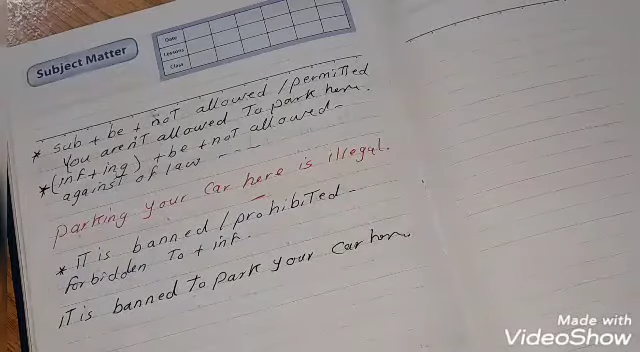 Subject Matter
Date
Lessons
Class
* sub + be + not allowed / permitted
You aren't allowed To park here.
* (inf + ing) + be + not allowed -
against of law - - -
parking your car here is illegal.
* IT is banned / prohibited -
forbidden To + inf.
IT is banned To park your car here
Made with
VideoShow